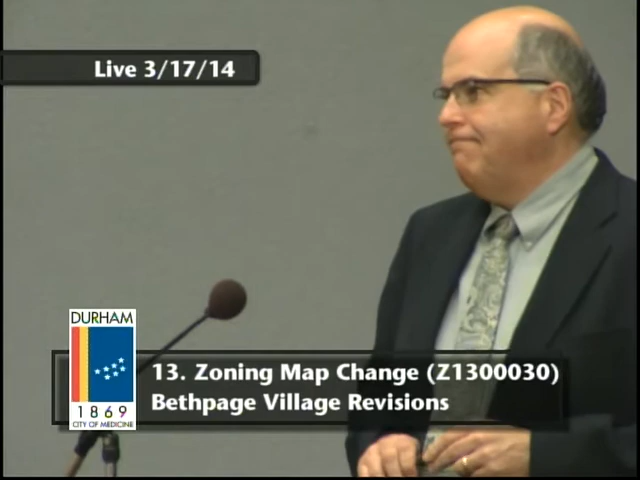 Live 3/17/14
DURHAM
1869
CITY OF MEDICINE
13. Zoning Map Change (Z1300030)
Bethpage Village Revisions